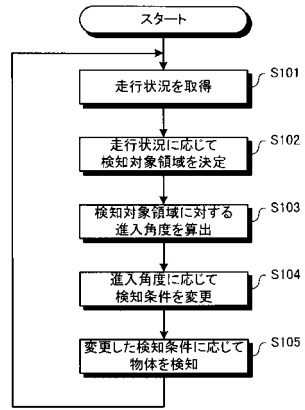 スタート
走行状況を取得
S101
走行状況に応じて
検知対象領域を決定
S102
検知対象領域に対する
進入角度を算出
S103
進入角度に応じて
検知条件を変更
S104
変更した検知条件に応じて
物体を検知
S105